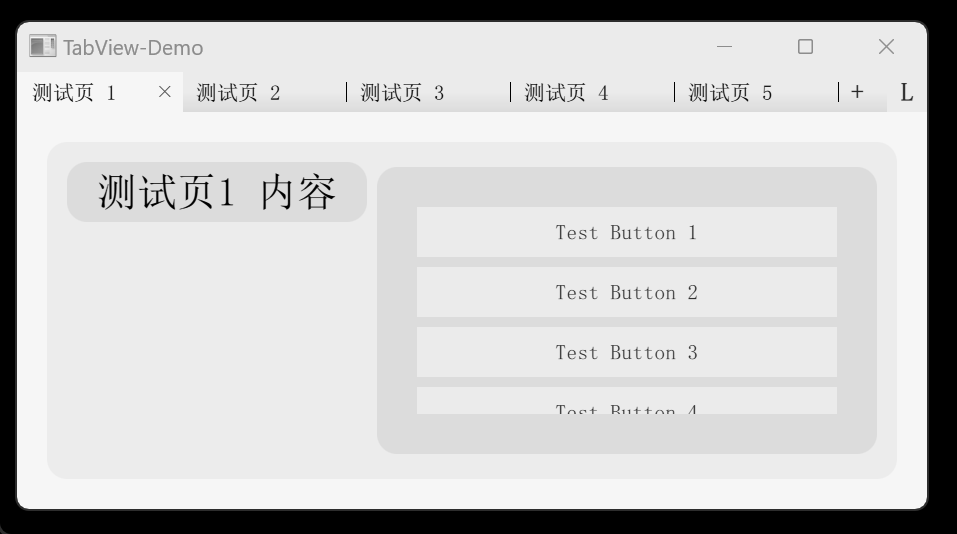 TabView-Demo
测试页 1
测试页 2
测试页 3
测试页 4
测试页 5
+
L
测试页1 内容
Test Button 1
Test Button 2
Test Button 3
Test Button 4